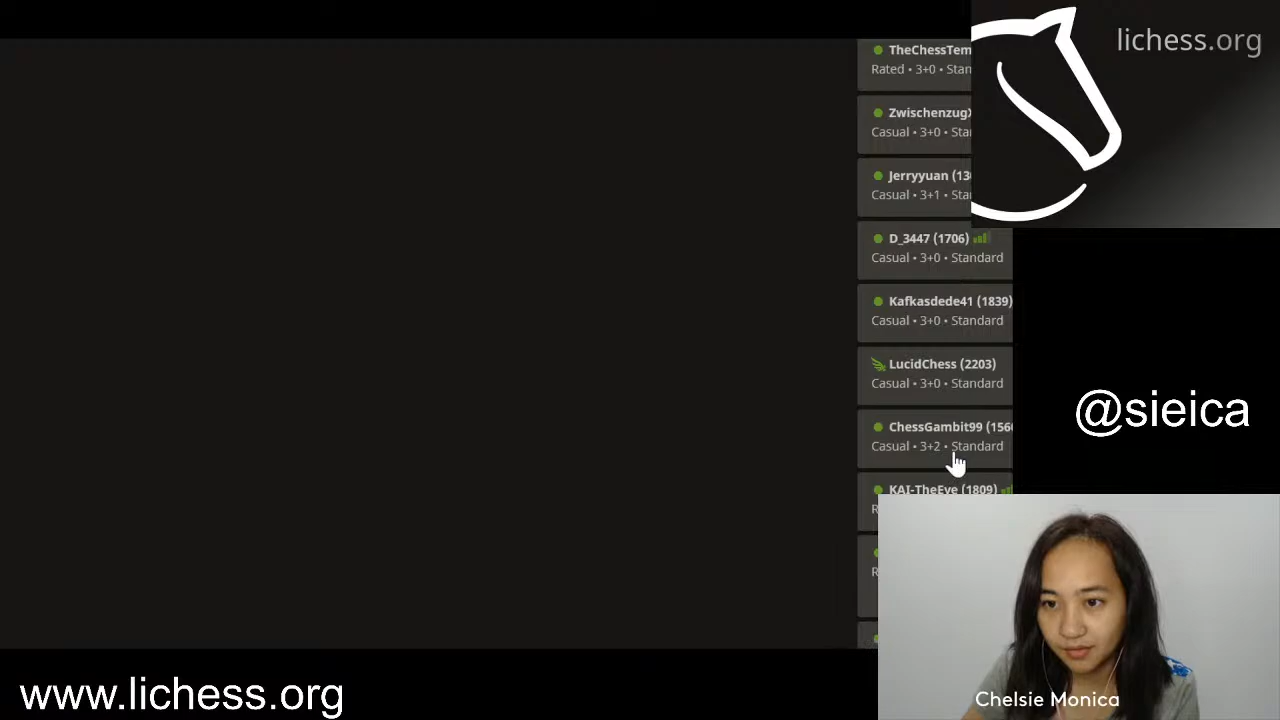 TheChessTem
Rated • 3+0 • Stan
Zwischenzug
Casual • 3+0 • Sta
Jerryyuan (13
Casual • 3+1 • Sta
D_3447 (1706)
Casual • 3+0 • Standard
Kafkasdede41 (1839)
Casual • 3+0 • Standard
LucidChess (2203)
Casual • 3+0 • Standard
ChessGambit99 (156
Casual • 3+2 • Standard
KAI-TheEye (1809)
R
R
lichess.org
@sieica
Chelsie Monica
www.lichess.org